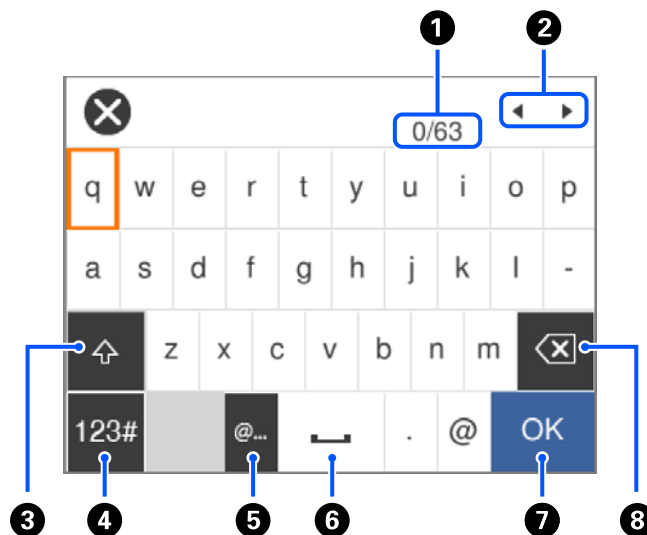 1 2
0/63
q w e r t y u i o p
a s d f g h j k l -
z x c v b n m
123# @... . @ OK
3 4 5 6 7 8